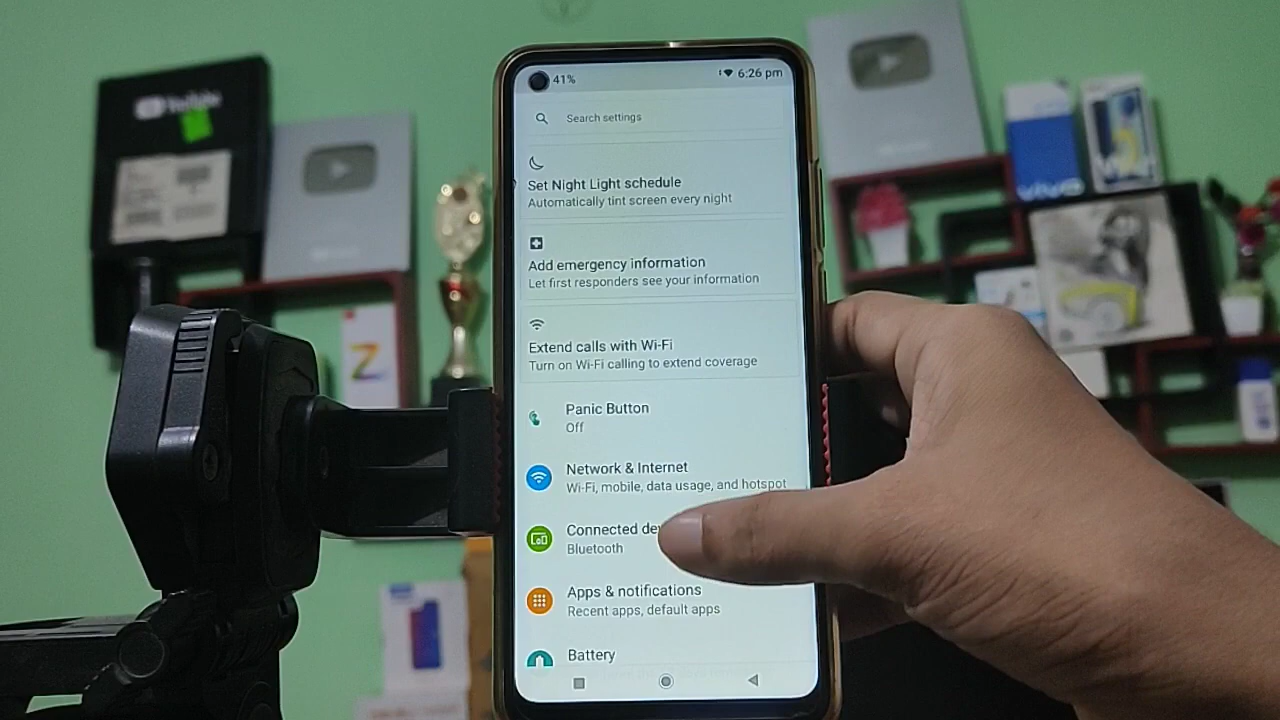 YouTube
41%
6:26 pm
Search settings
Set Night Light schedule
Automatically tint screen every night
Add emergency information
Let first responders see your information
Extend calls with Wi-Fi
Turn on Wi-Fi calling to extend coverage
Panic Button
Off
Network & Internet
Wi-Fi, mobile, data usage, and hotspot
Connected de
Bluetooth
Apps & notifications
Recent apps, default apps
Battery
vivo
Z